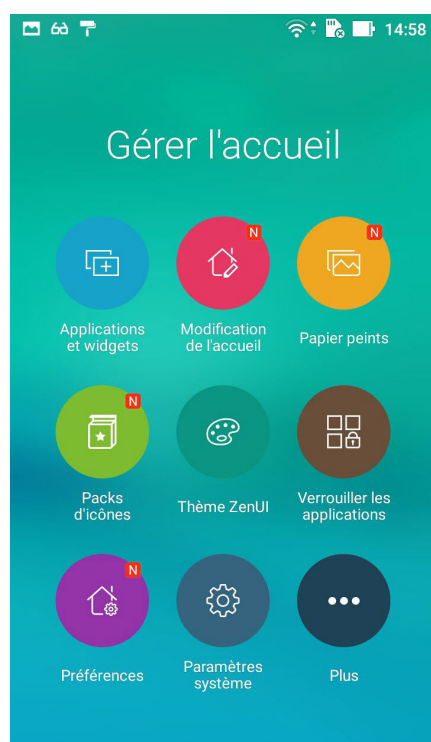 14:58
Gérer l'accueil
N
N
Applications
et widgets
Modification
de l'accueil
Papier peints
N
Packs
d'icônes
Thème ZenUI
Verrouiller les
applications
N
Préférences
Paramètres
système
Plus